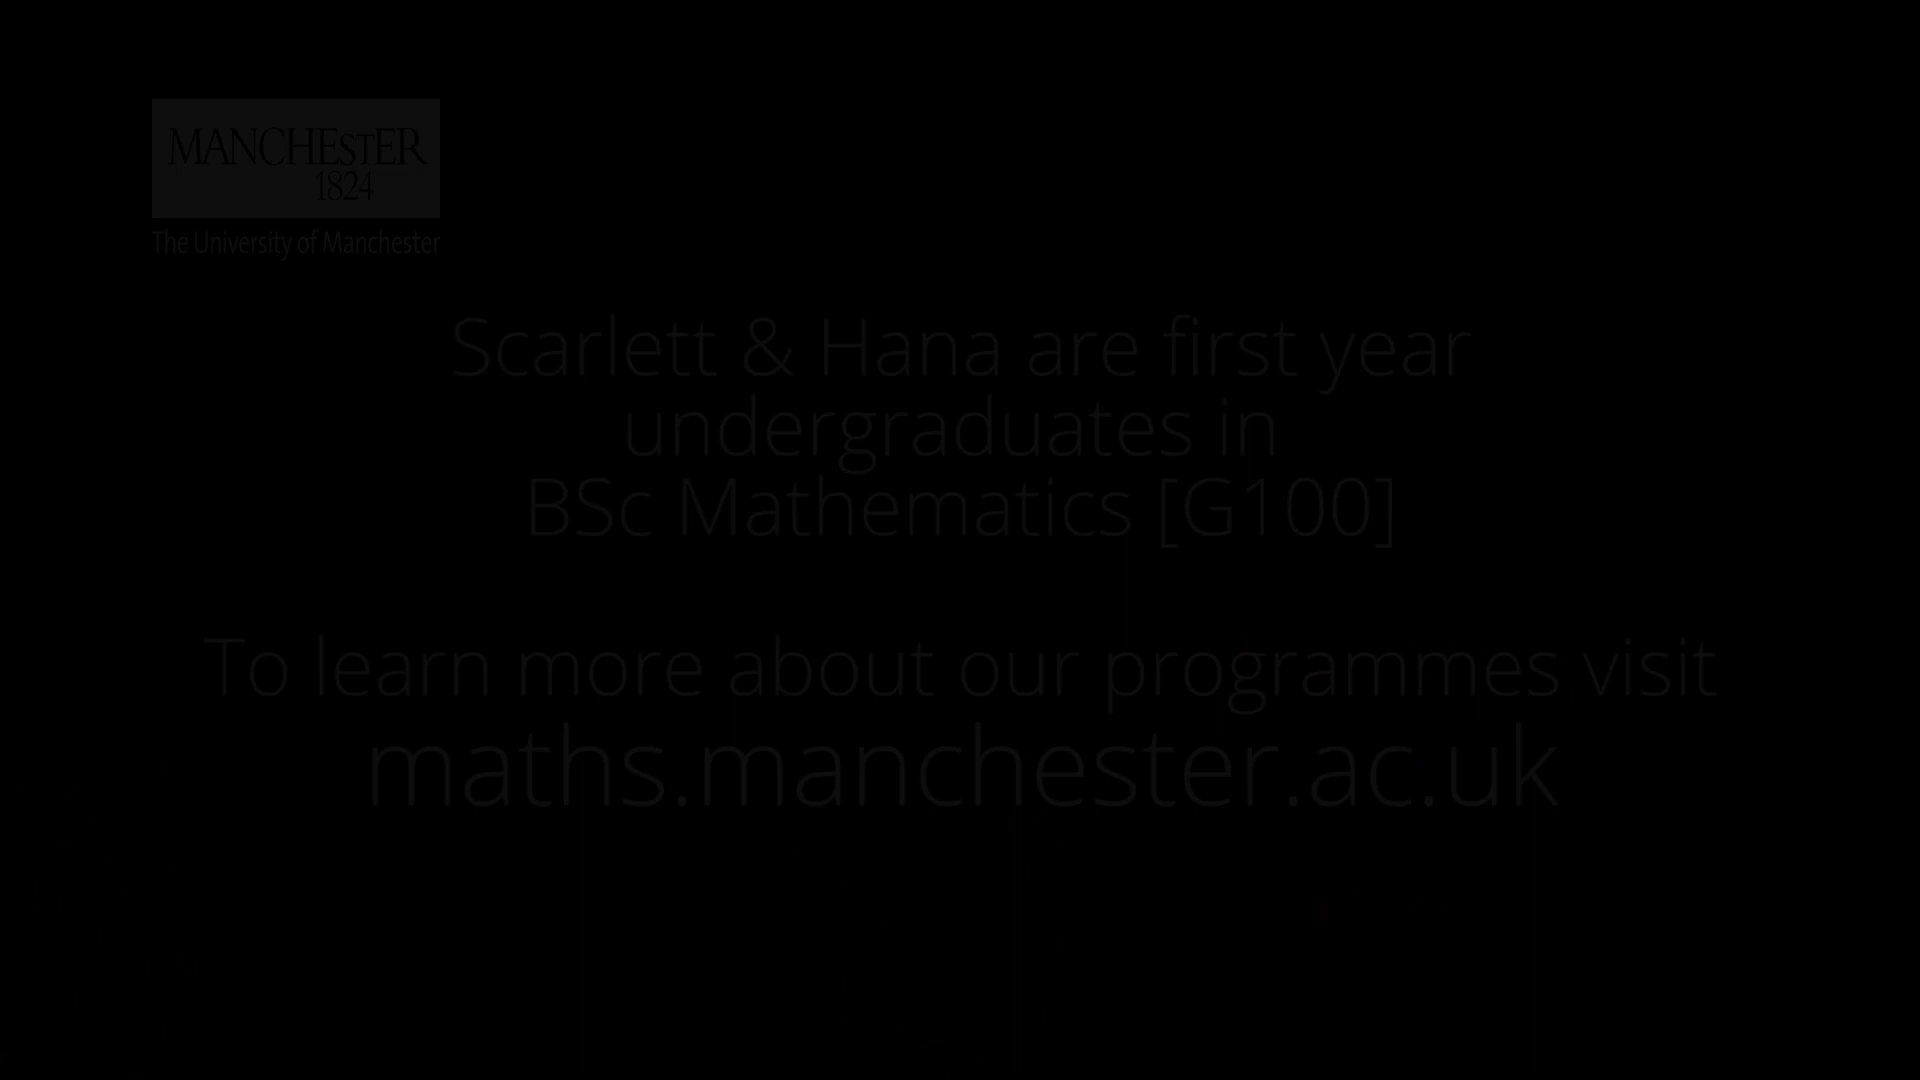 MANCHEsTER
1824
The University of Manchester
Scarlett & Hana are first year
undergraduates in
BSc Mathematics [G100]
To learn more about our programmes visit
maths.manchester.ac.uk